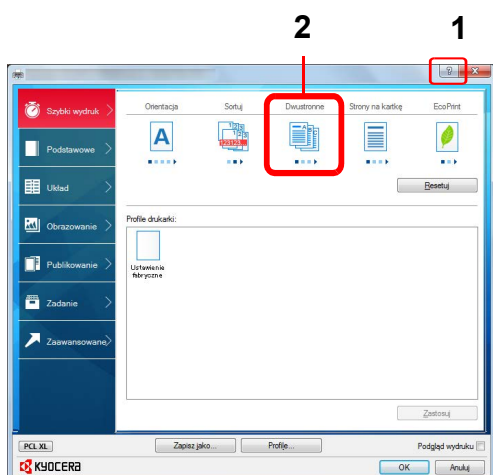 2 1
?
Szybki wydruk
Podstawowe
Układ
Obrazowanie
Publikowanie
Zadanie
Zaawansowane
Orientacja Sortuj Dwustronne Strony na kartkę EcoPrint
A
Resetuj
Profile drukarki:
Ustawienie
fabryczne
Zastosuj
PCL XL Zapisz jako... Profile... Podgląd wydruku
KYOCERA OK Anuluj